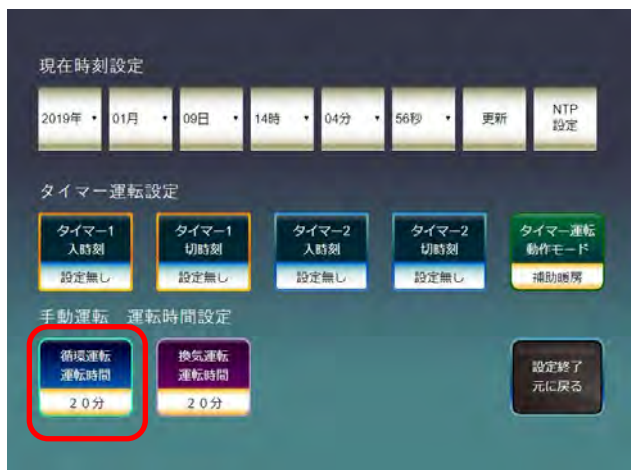 現在時刻設定
2019年 01月 09日 14時 04分 56秒 更新 NTP
設定
タイマー運転設定
タイマー1
入時刻
設定無し
タイマー1
切時刻
設定無し
タイマー2
入時刻
設定無し
タイマー2
切時刻
設定無し
タイマー運転
動作モード
補助暖房
手動運転 運転時間設定
循環運転
運転時間
20分
換気運転
運転時間
20分
設定終了
元に戻る